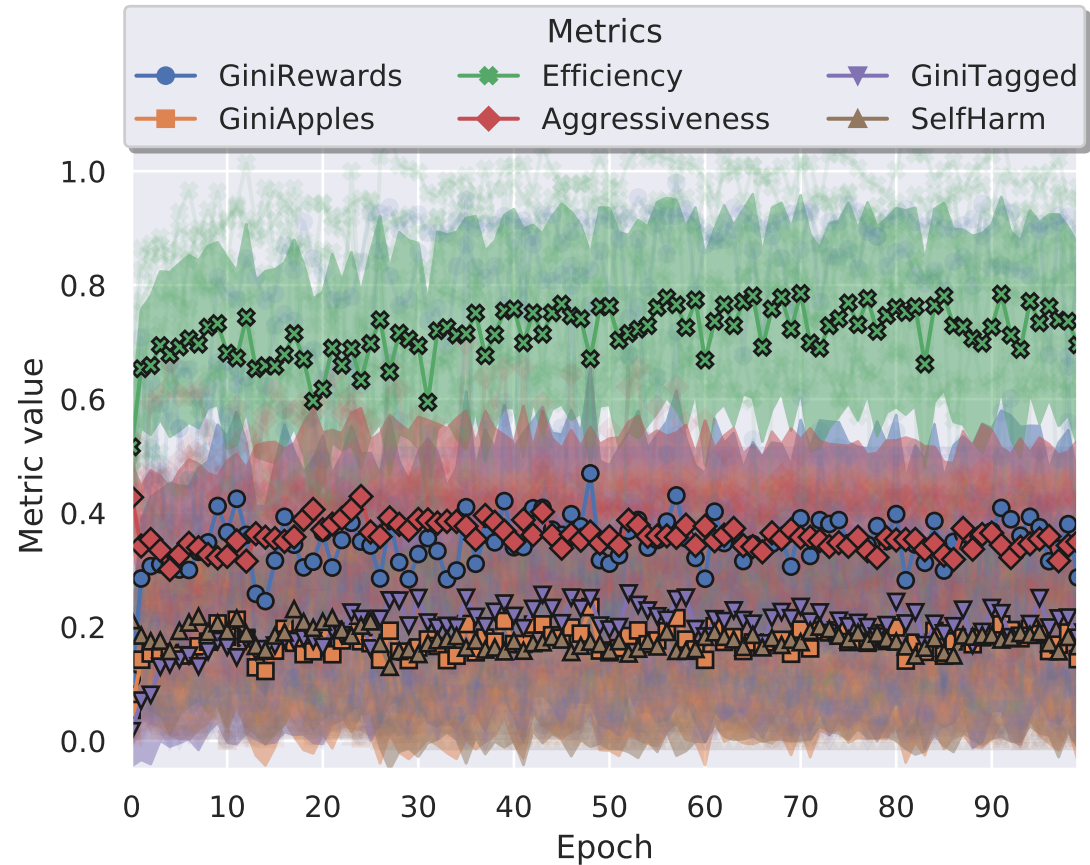 Metrics
GiniRewards Efficiency GiniTagged
GiniApples Aggressiveness SelfHarm
1.0
0.8
0.6
0.4
0.2
0.0
Metric value
0 10 20 30 40 50 60 70 80 90
Epoch